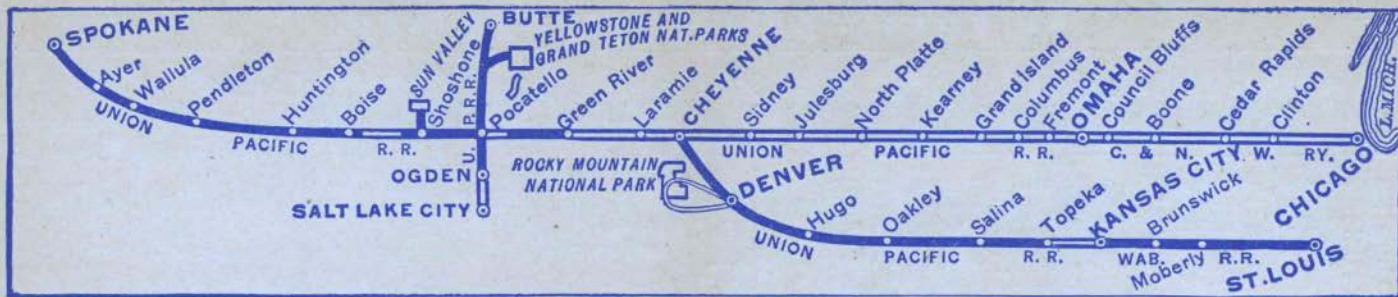 SPOKANE
Ayer
Wallula
Pendleton
Huntington
Boise
SUN VALLEY
Shoshone
BUTTE
YELLOWSTONE AND
GRAND TETON NAT. PARKS
Pocatello
Green River
Laramie
CHEYENNE
Sidney
Julesburg
North Platte
Kearney
Grand Island
Columbus
Fremont
OMAHA
Council Bluffs
Boone
Cedar Rapids
Clinton
CHICAGO
L. MICH.
UNION PACIFIC R. R.
U. P. R. R.
UNION PACIFIC R. R.
C. & N. W. RY.
OGDEN
SALT LAKE CITY
ROCKY MOUNTAIN
NATIONAL PARK
DENVER
Hugo
Oakley
Salina
Topeka
KANSAS CITY
Brunswick
Moberly
ST. LOUIS
UNION PACIFIC R. R.
WAB. R.R.